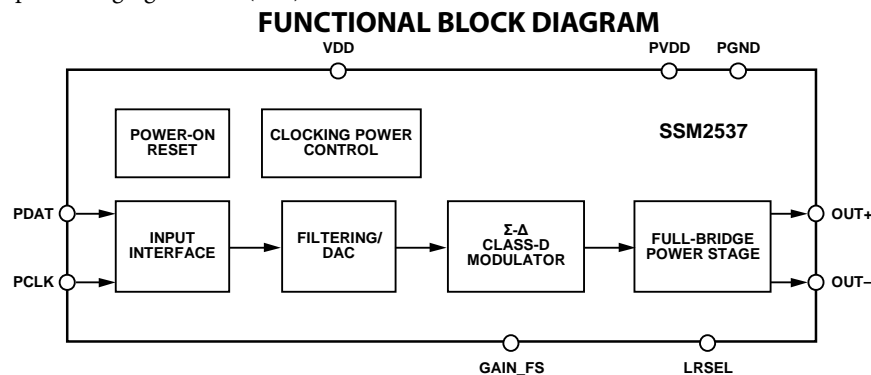 FUNCTIONAL BLOCK DIAGRAM
VDD
PVDD
PGND
POWER-ON
RESET
CLOCKING POWER
CONTROL
SSM2537
PDAT
PCLK
INPUT
INTERFACE
FILTERING/
DAC
Σ-Δ
CLASS-D
MODULATOR
FULL-BRIDGE
POWER STAGE
OUT+
OUT–
GAIN_FS
LRSEL